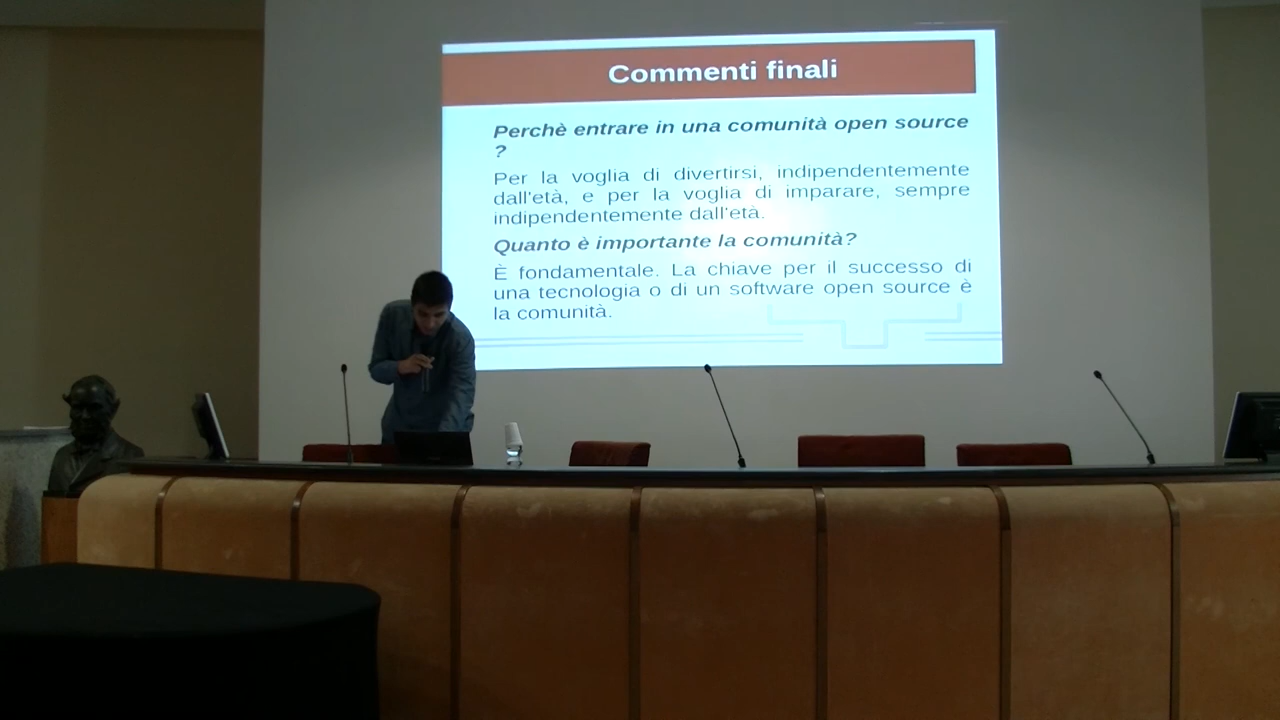 Commenti finali
Perchè entrare in una comunità open source
?
Per la voglia di divertirsi, indipendentemente
dall'età, e per la voglia di imparare, sempre
indipendentemente dall'età.
Quanto è importante la comunità?
È fondamentale. La chiave per il successo di
una tecnologia o di un software open source è
la comunità.